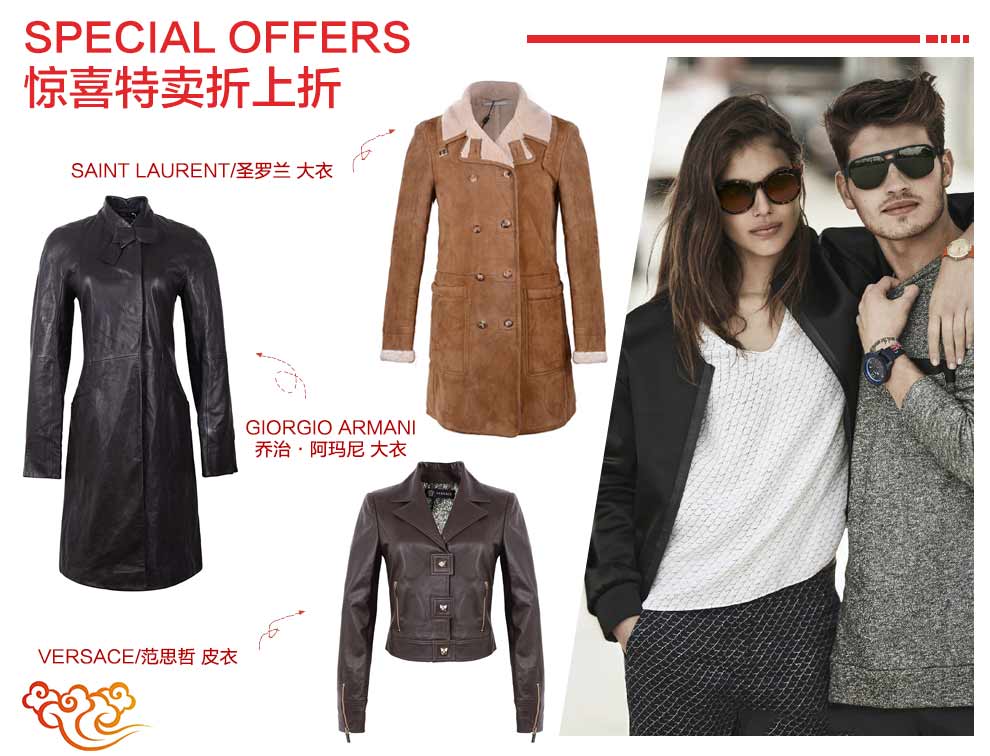 SPECIAL OFFERS
惊喜特卖折上折
SAINT LAURENT/圣罗兰 大衣
GIORGIO ARMANI
乔治·阿玛尼 大衣
VERSACE/范思哲 皮衣